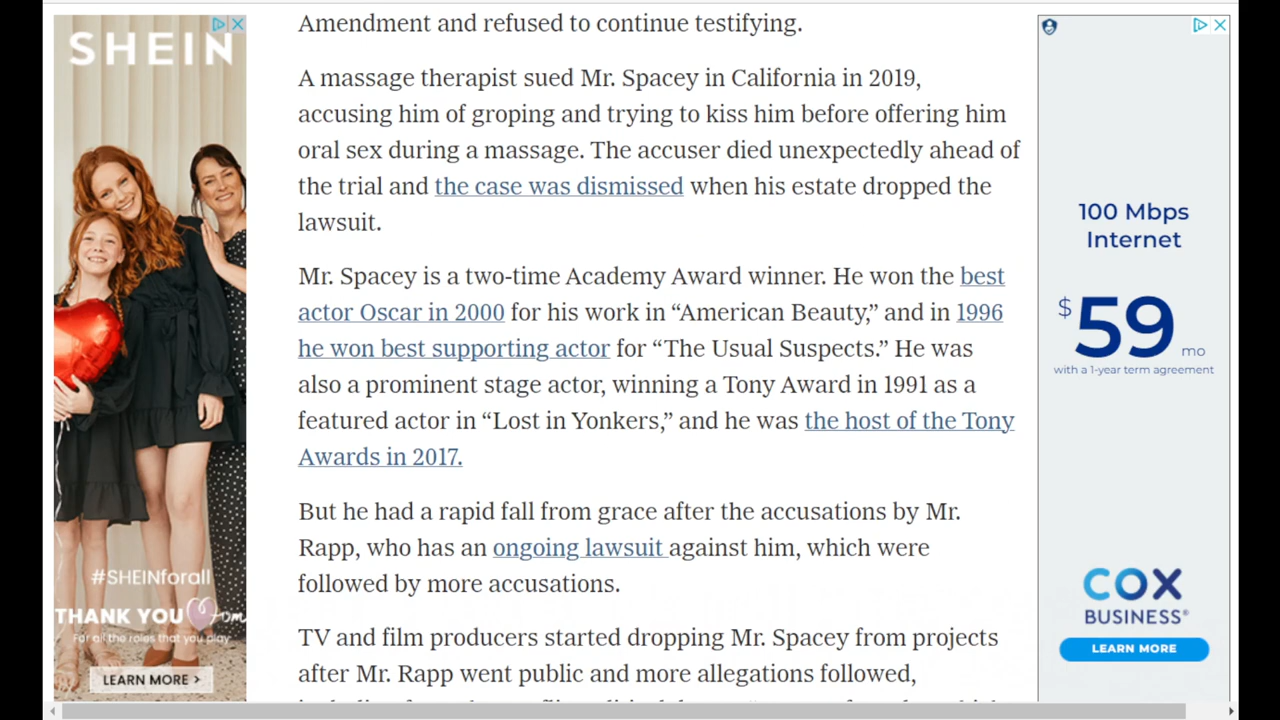 Amendment and refused to continue testifying.
A massage therapist sued Mr. Spacey in California in 2019,
accusing him of groping and trying to kiss him before offering him
oral sex during a massage. The accuser died unexpectedly ahead of
the trial and the case was dismissed when his estate dropped the
lawsuit.
Mr. Spacey is a two-time Academy Award winner. He won the best
actor Oscar in 2000 for his work in “American Beauty,” and in 1996
he won best supporting actor for “The Usual Suspects.” He was
also a prominent stage actor, winning a Tony Award in 1991 as a
featured actor in “Lost in Yonkers,” and he was the host of the Tony
Awards in 2017.
But he had a rapid fall from grace after the accusations by Mr.
Rapp, who has an ongoing lawsuit against him, which were
followed by more accusations.
TV and film producers started dropping Mr. Spacey from projects
after Mr. Rapp went public and more allegations followed,
SHEIN
#SHEINforall
THANK YOU
For all the roles that you play
LEARN MORE >
100 Mbps
Internet
$59
mo
with a 1-year term agreement
COX
BUSINESS®
LEARN MORE